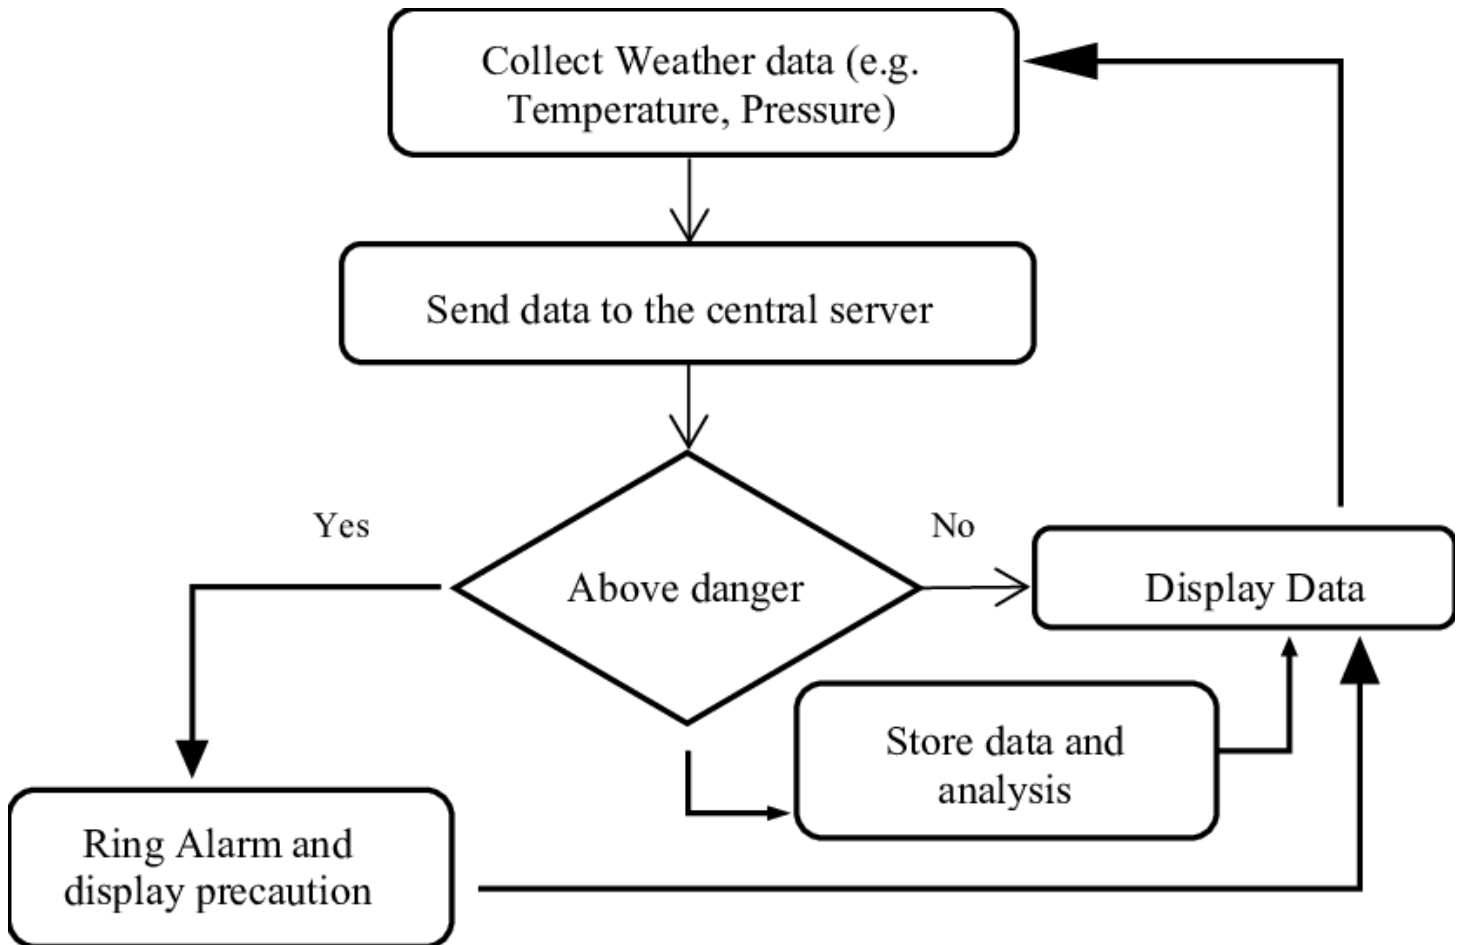 Collect Weather data (e.g.
Temperature, Pressure)
Send data to the central server
Yes
No
Above danger
Display Data
Store data and
analysis
Ring Alarm and
display precaution